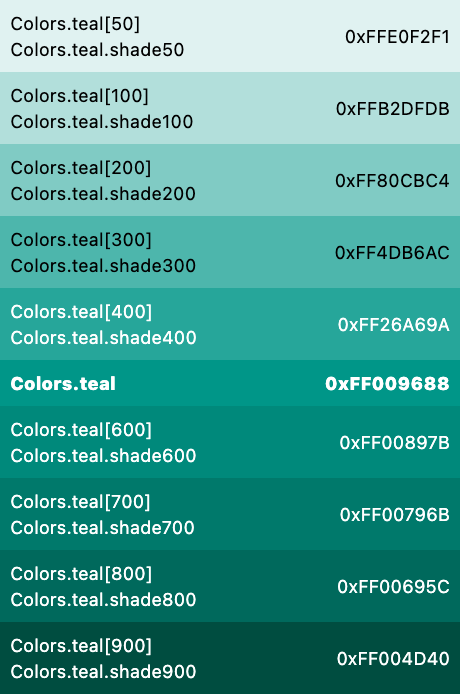 Colors.teal[50]
Colors.teal.shade50
0xFFE0F2F1
Colors.teal[100]
Colors.teal.shade100
0xFFB2DFDB
Colors.teal[200]
Colors.teal.shade200
0xFF80CBC4
Colors.teal[300]
Colors.teal.shade300
0xFF4DB6AC
Colors.teal[400]
Colors.teal.shade400
0xFF26A69A
Colors.teal
0xFF009688
Colors.teal[600]
Colors.teal.shade600
0xFF00897B
Colors.teal[700]
Colors.teal.shade700
0xFF00796B
Colors.teal[800]
Colors.teal.shade800
0xFF00695C
Colors.teal[900]
Colors.teal.shade900
0xFF004D40